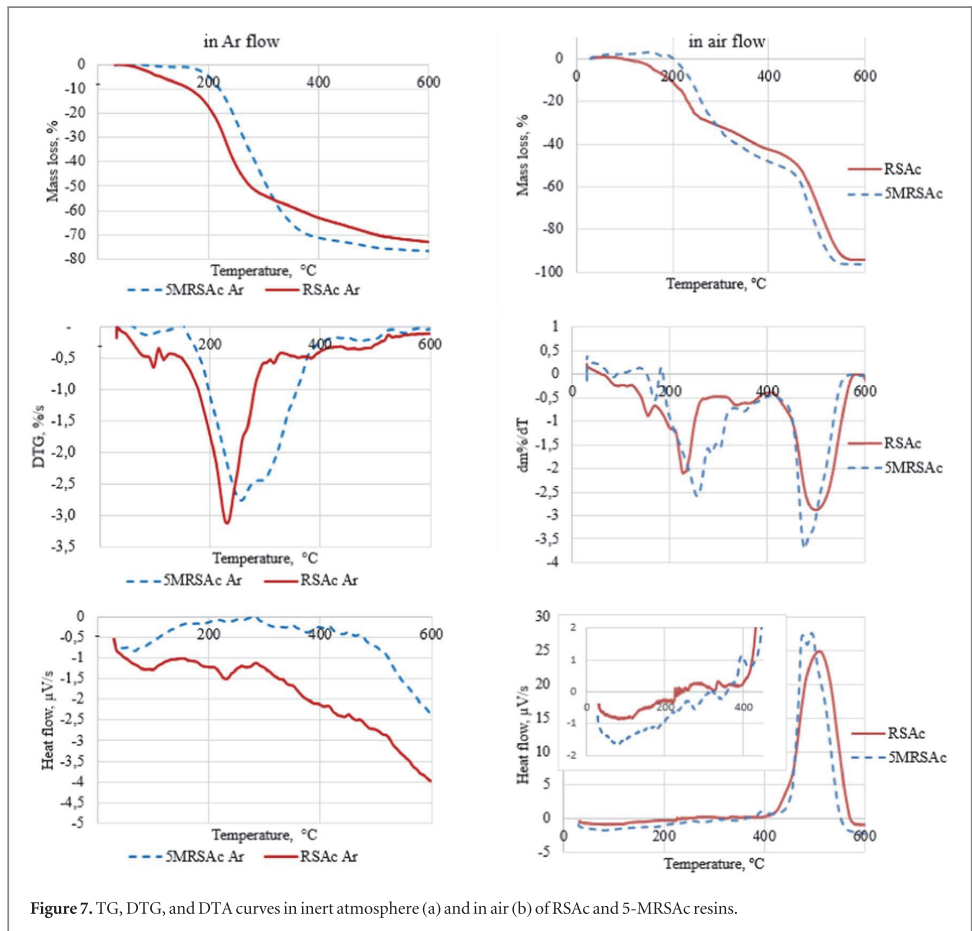 in Ar flow
0
-10
-20
-30
-40
-50
-60
-70
-80
Mass loss, %
- 200 400 600
Temperature, °C
5MRSAc Ar RSAc Ar
in air flow
0
-20
-40
-60
-80
-100
Mass loss, %
0 200 400 600
Temperature, °C
RSAc
5MRSAc
-
-0,5
-1,0
-1,5
-2,0
-2,5
-3,0
-3,5
DTG, %/s
- 200 400 600
Temperature, °C
5MRSAc Ar RSAc Ar
1
0,5
0
-0,5
-1
-1,5
-2
-2,5
-3
-3,5
-4
dm%/dT
0 200 400 600
Temperature, °C
RSAc
5MRSAc
0
-0,5
-1
-1,5
-2
-2,5
-3
-3,5
-4
-4,5
-5
Heat flow, µV/s
- 200 400 600
Temperature, °C
5MRSAc Ar RSAc Ar
30
25
20
15
10
5
0
-5
Heat flow, µV/s
2
1
0
-1
-2
0 200 400
0 200 400 600
Temperature, °C
RSAc
5MRSAc
Figure 7. TG, DTG, and DTA curves in inert atmosphere (a) and in air (b) of RSAc and 5-MRSAc resins.